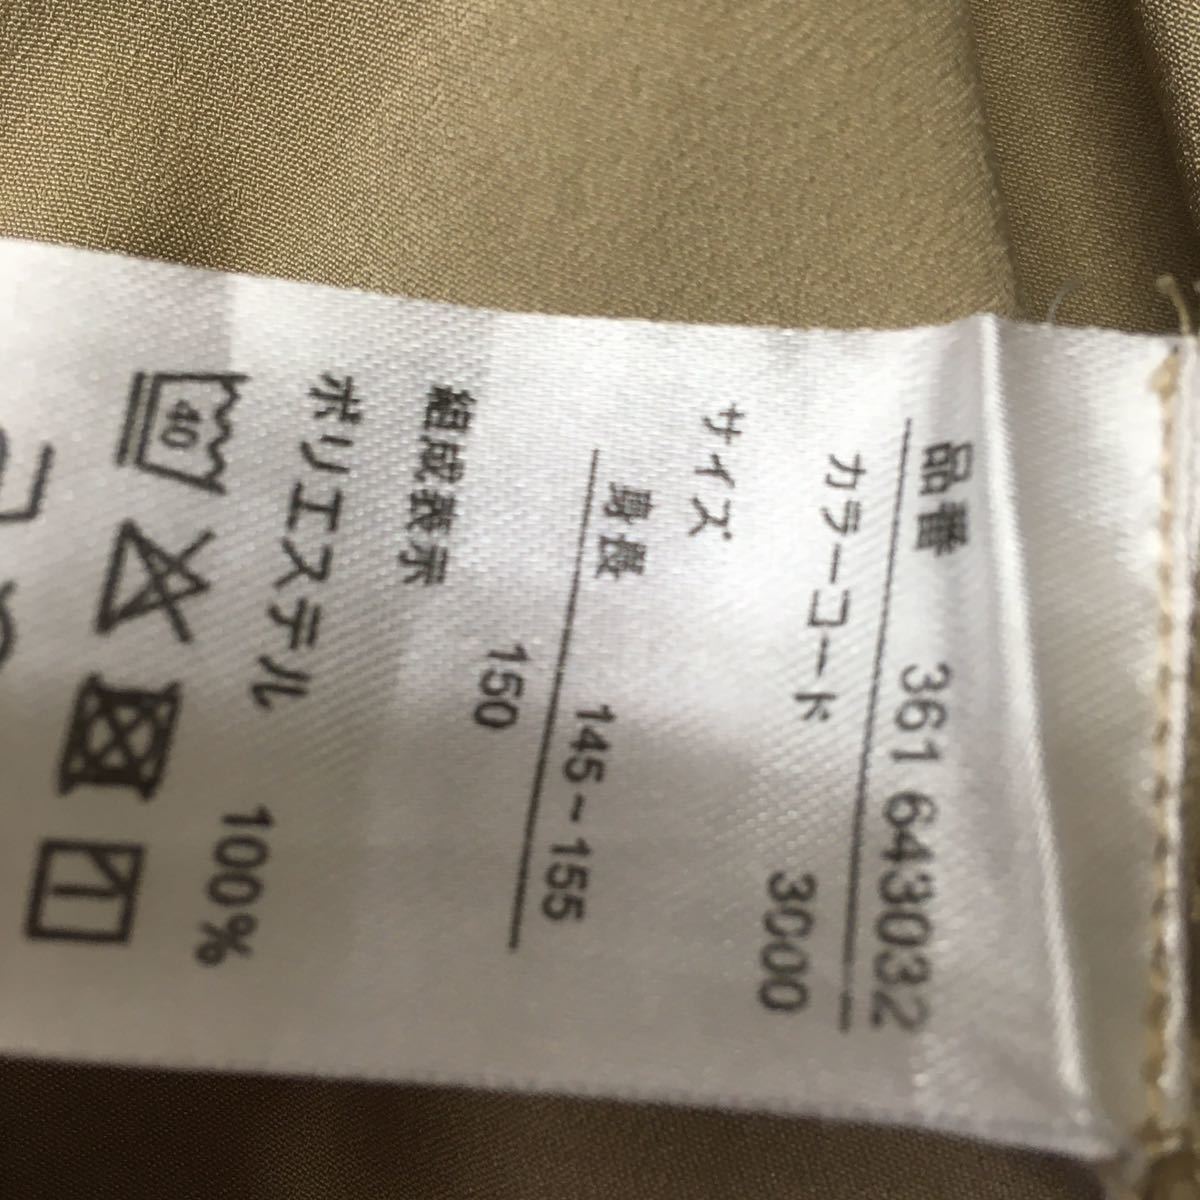 品番 361 643032
カラーコード 3000
サイズ
身長 145~155
150
組成表示
ポリエステル 100%
40